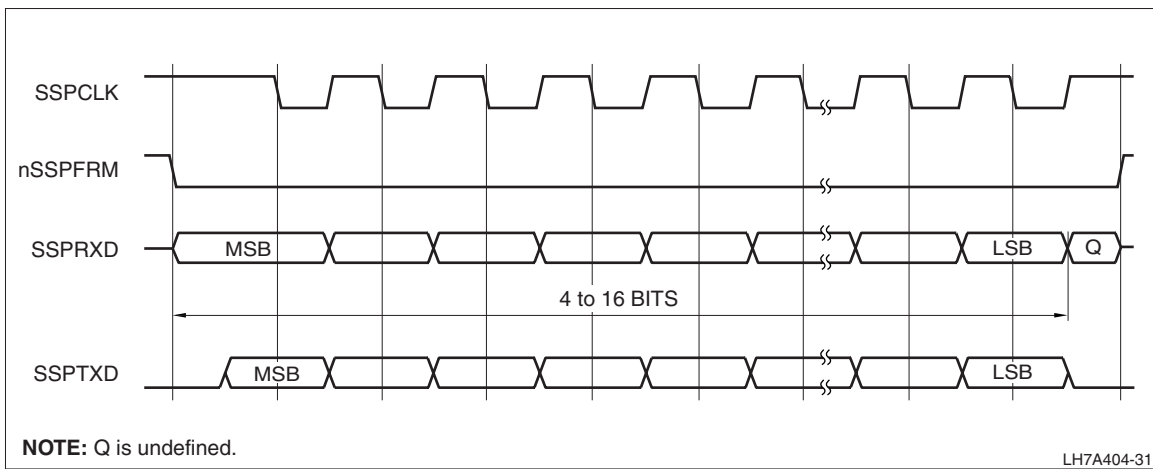 SSPCLK
nSSPFRM
SSPRXD
MSB
LSB
Q
4 to 16 BITS
SSPTXD
MSB
LSB
NOTE: Q is undefined.
LH7A404-31